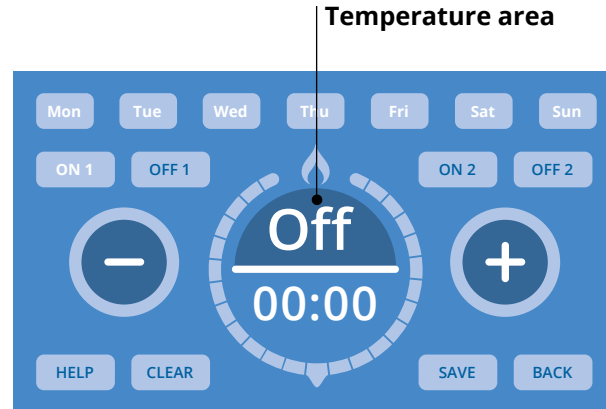 Temperature area
Mon Tue Wed Thu Fri Sat Sun
ON 1 OFF 1 ON 2 OFF 2
Off
00:00
HELP CLEAR SAVE BACK